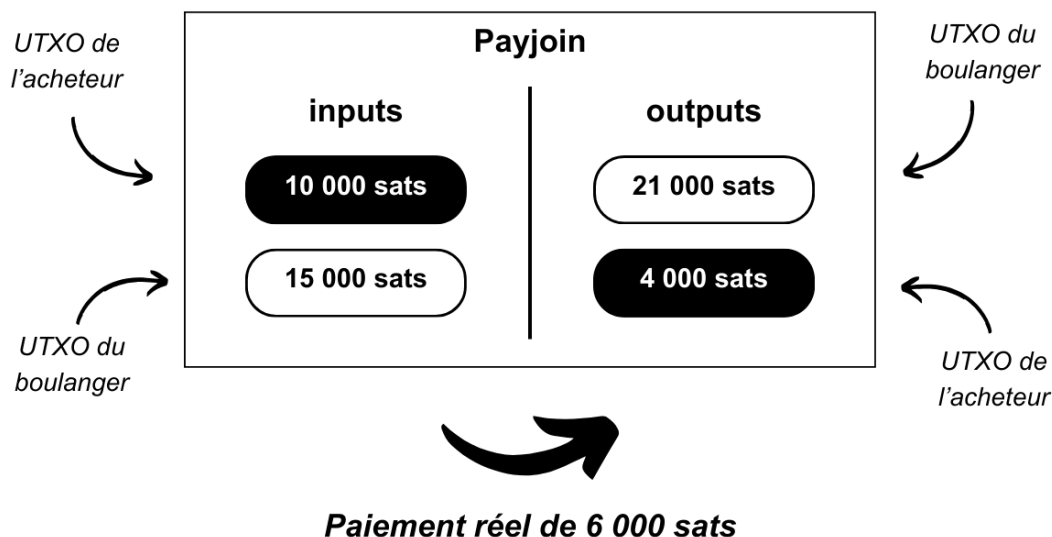 Payjoin
UTXO de
l'acheteur
UTXO du
boulanger
inputs
outputs
10 000 sats
21 000 sats
15 000 sats
4 000 sats
UTXO du
boulanger
UTXO de
l'acheteur
Paiement réel de 6 000 sats